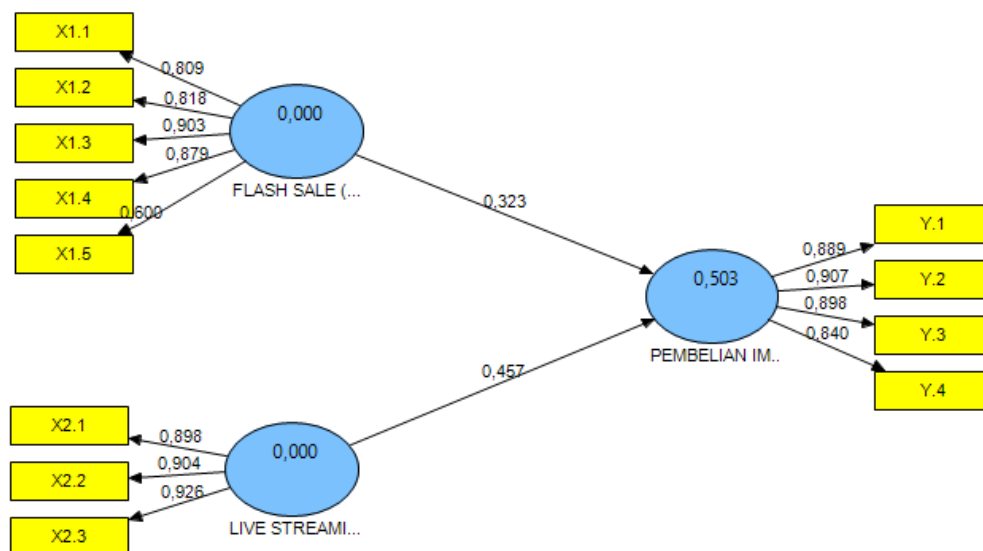 X1.1
X1.2
X1.3
X1.4
X1.5
0,809
0,818
0,903
0,879
0,600
0,000
FLASH SALE (...
0,323
X2.1
X2.2
X2.3
0,898
0,904
0,926
0,000
LIVE STREAMI...
0,457
0,503
PEMBELIAN IM..
0,889
0,907
0,898
0,840
Y.1
Y.2
Y.3
Y.4